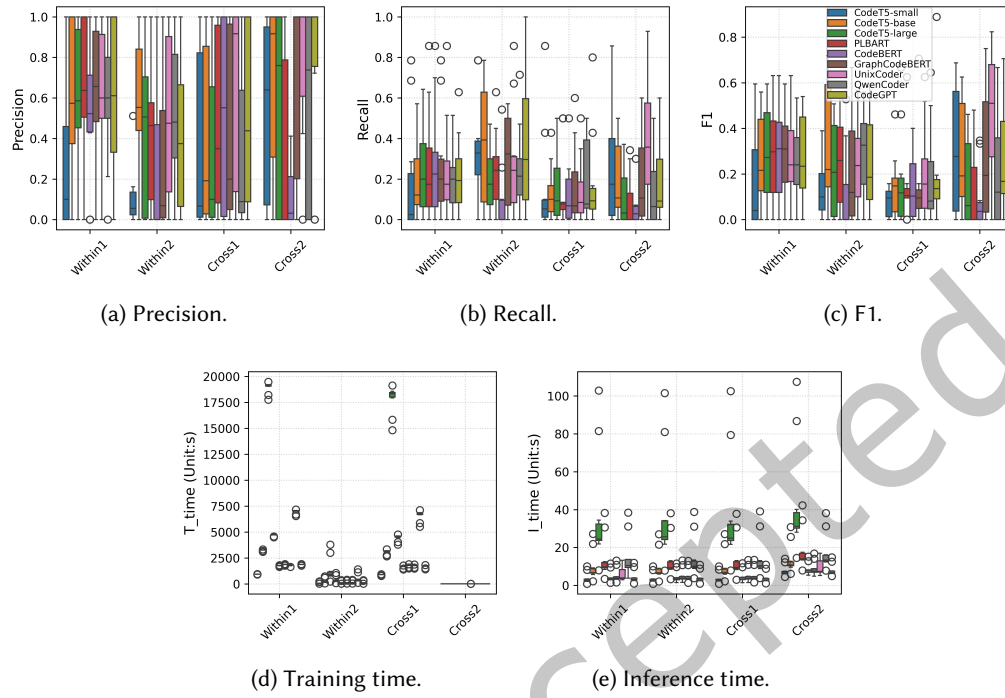 1.0
0.8
0.6
0.4
0.2
0.0
Precision
Within1
Within2
Cross1
Cross2
(a) Precision.
1.0
0.8
0.6
0.4
0.2
0.0
Recall
Within1
Within2
Cross1
Cross2
(b) Recall.
CodeT5-small
CodeT5-base
CodeT5-large
PLBART
CodeBERT
GraphCodeBERT
UnixCoder
QwenCoder
CodeGPT
0.8
0.6
0.4
0.2
0.0
F1
Within1
Within2
Cross1
Cross2
(c) F1.
20000
17500
15000
12500
10000
7500
5000
2500
0
T_time (Unit:s)
Within1
Within2
Cross1
Cross2
(d) Training time.
100
80
60
40
20
0
I_time (Unit:s)
Within1
Within2
Cross1
Cross2
(e) Inference time.
cepted